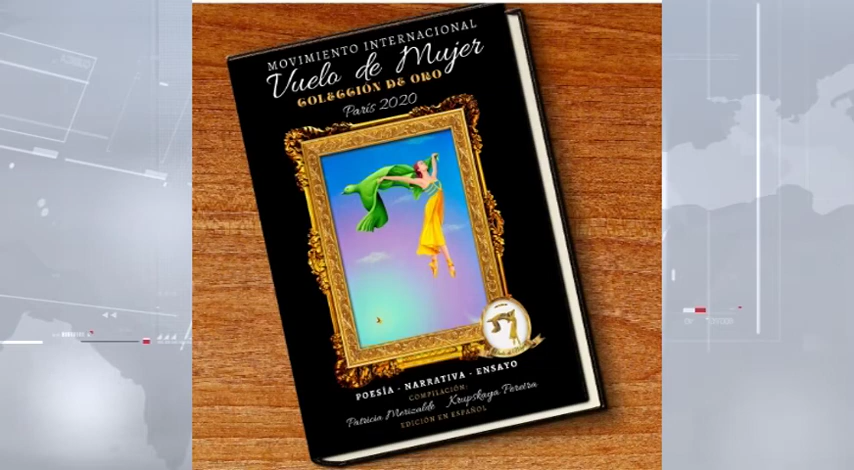 MOVIMIENTO INTERNACIONAL
Vuelo de Mujer
COLECCIÓN DE ORO
París 2020
POESÍA - NARRATIVA - ENSAYO
COMPILACIÓN:
Patricia Merizalde Krupskaya Pereira
EDICIÓN EN ESPAÑOL